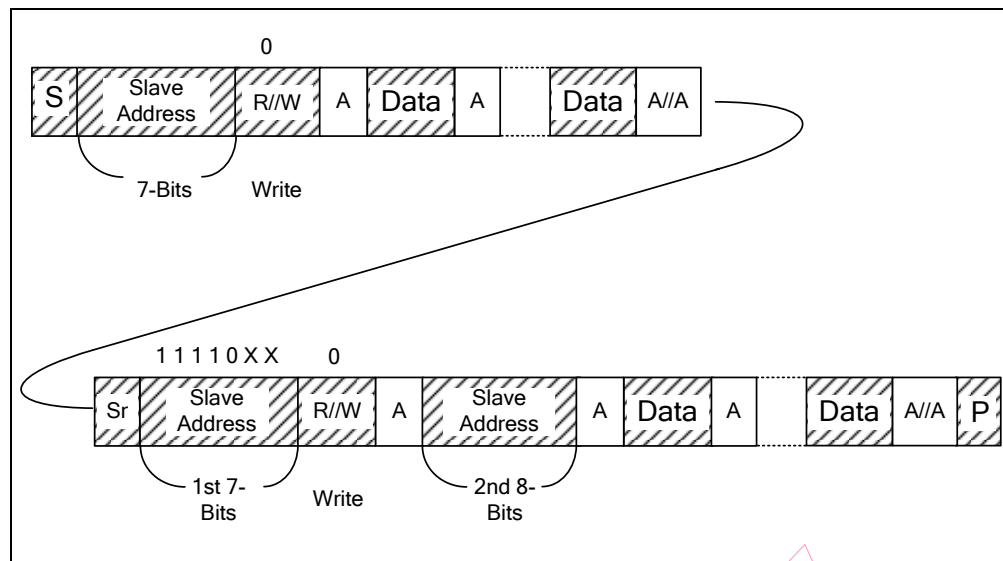 0
S Slave Address R//W A Data A Data A//A
7-Bits Write
1 1 1 1 0 X X 0
Sr Slave Address R//W A Slave Address A Data A Data A//A P
1st 7-Bits Write 2nd 8-Bits